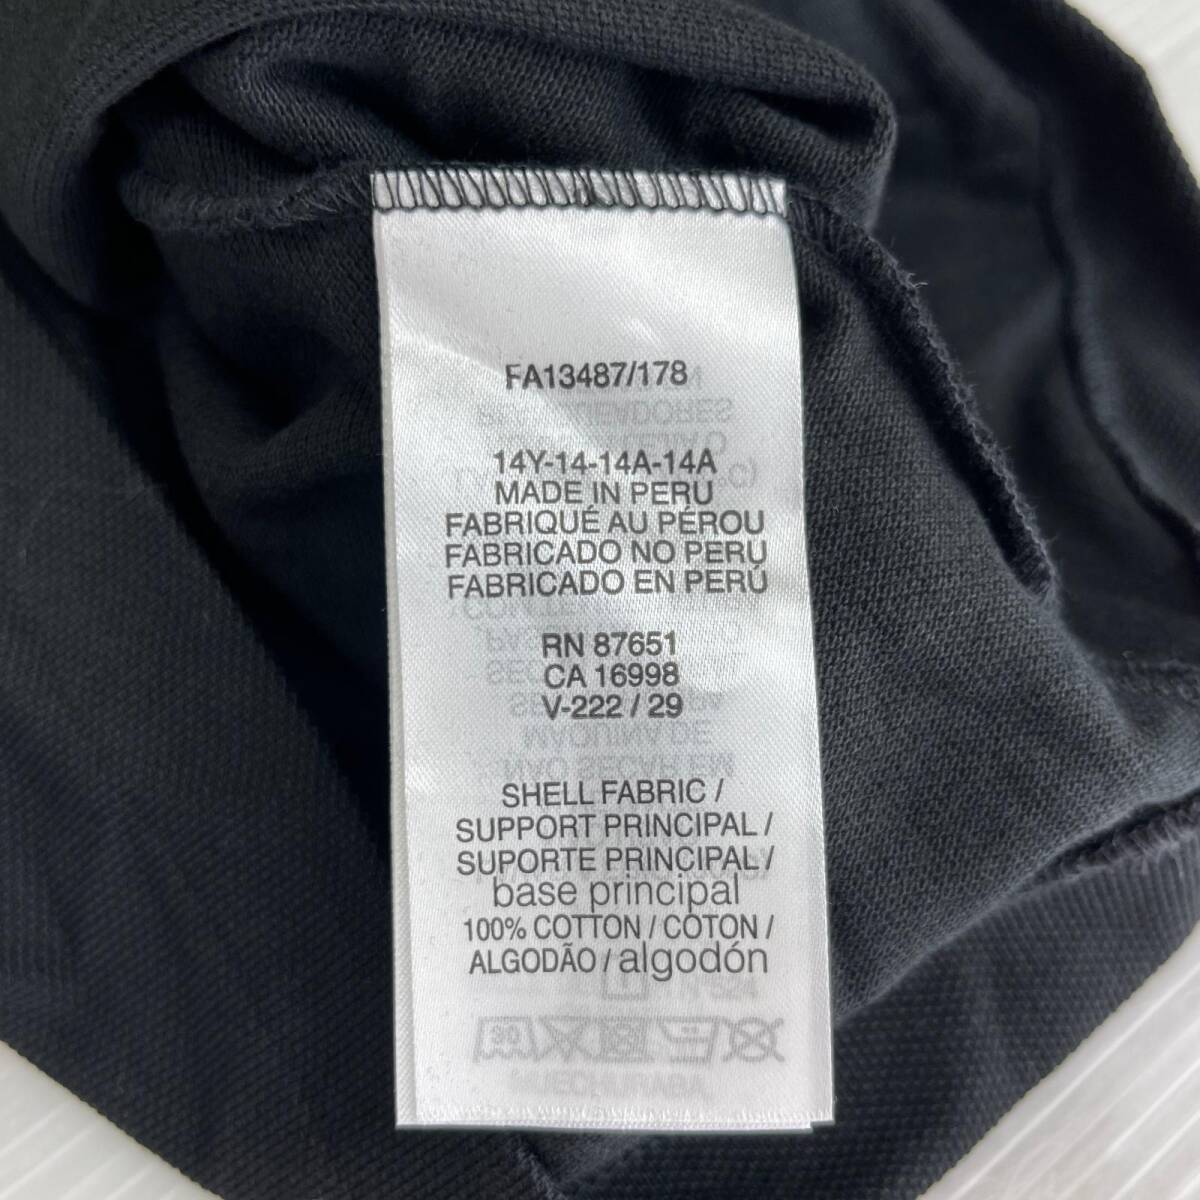 FA13487/178
14Y-14-14A-14A
MADE IN PERU
FABRIQUÉ AU PÉROU
FABRICADO NO PERU
FABRICADO EN PERÚ
RN 87651
CA 16998
V-222 / 29
SHELL FABRIC /
SUPPORT PRINCIPAL /
SUPORTE PRINCIPAL /
base principal
100% COTTON / COTON /
ALGODÃO / algodón
30